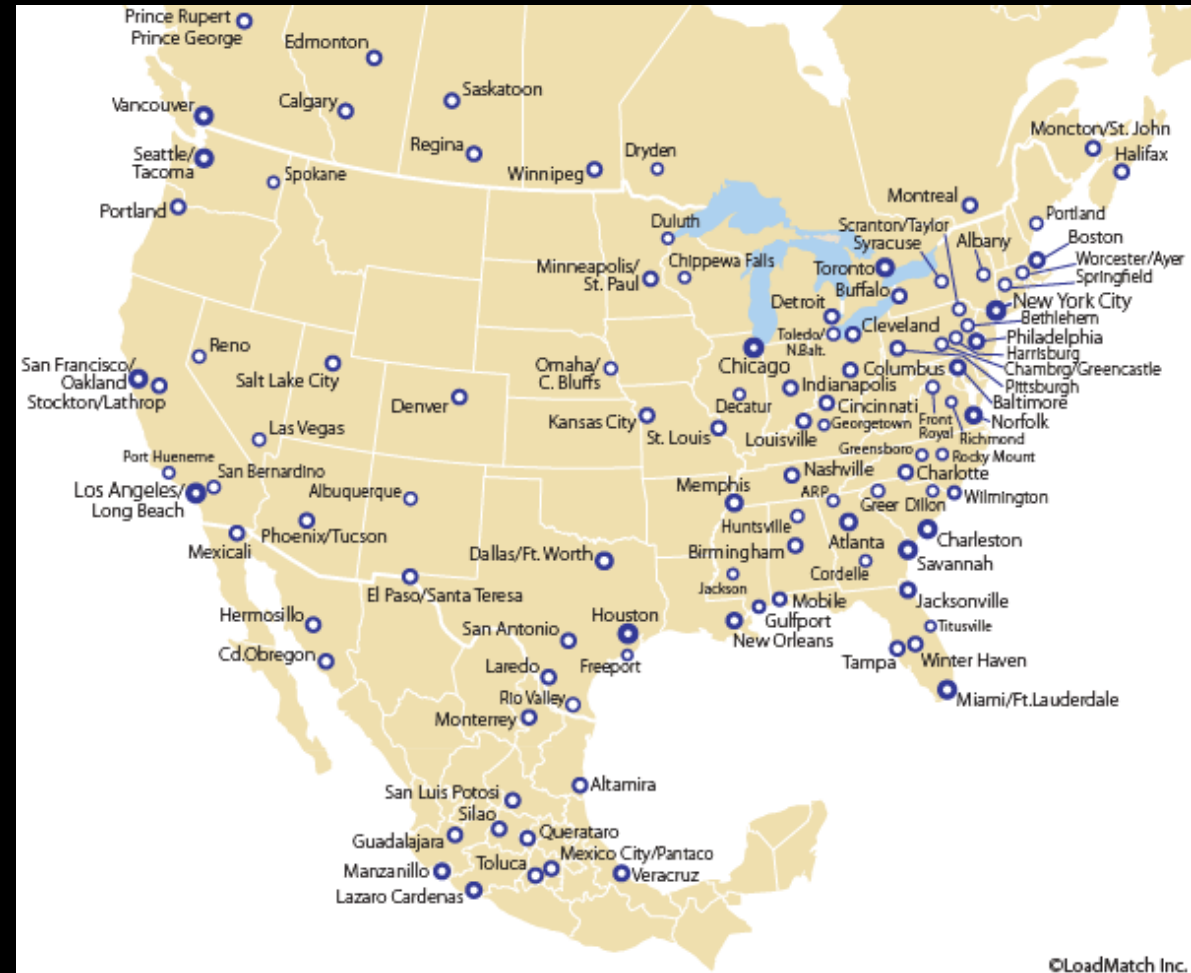 Prince Rupert
Prince George
Edmonton
Vancouver
Calgary
Saskatoon
Seattle/
Tacoma
Regina
Winnipeg
Dryden
Moncton/St. John
Halifax
Spokane
Portland
Montreal
Duluth
Scranton/Taylor
Syracuse
Albany
Portland
Boston
Worcester/Ayer
Springfield
Minneapolis/
St. Paul
Chippewa Falls
Toronto
Buffalo
New York City
Bethlehem
Detroit
Toledo/
N.Balt.
Cleveland
Philadelphia
Harrisburg
Chambrg/Greencastle
Pittsburgh
Baltimore
Norfolk
Reno
San Francisco/
Oakland
Stockton/Lathrop
Salt Lake City
Denver
Omaha/
C. Bluffs
Chicago
Columbus
Indianapolis
Decatur
Cincinnati
Georgetown
Front
Royal
Richmond
Kansas City
St. Louis
Louisville
Las Vegas
Greensboro
Rocky Mount
Port Hueneme
San Bernardino
Los Angeles/
Long Beach
Albuquerque
Memphis
Nashville
Charlotte
ARP
Greer
Dillon
Wilmington
Mexicali
Phoenix/Tucson
Huntsville
Atlanta
Charleston
Dallas/Ft. Worth
Birmingham
Savannah
Cordelle
Jackson
El Paso/Santa Teresa
Mobile
Jacksonville
Hermosillo
Houston
Gulfport
New Orleans
Titusville
San Antonio
Cd.Obregon
Laredo
Freeport
Tampa
Winter Haven
Rio Valley
Monterrey
Miami/Ft.Lauderdale
San Luis Potosi
Altamira
Silao
Guadalajara
Querataro
Toluca
Mexico City/Pantaco
Manzanillo
Veracruz
Lazaro Cardenas
©LoadMatch Inc.